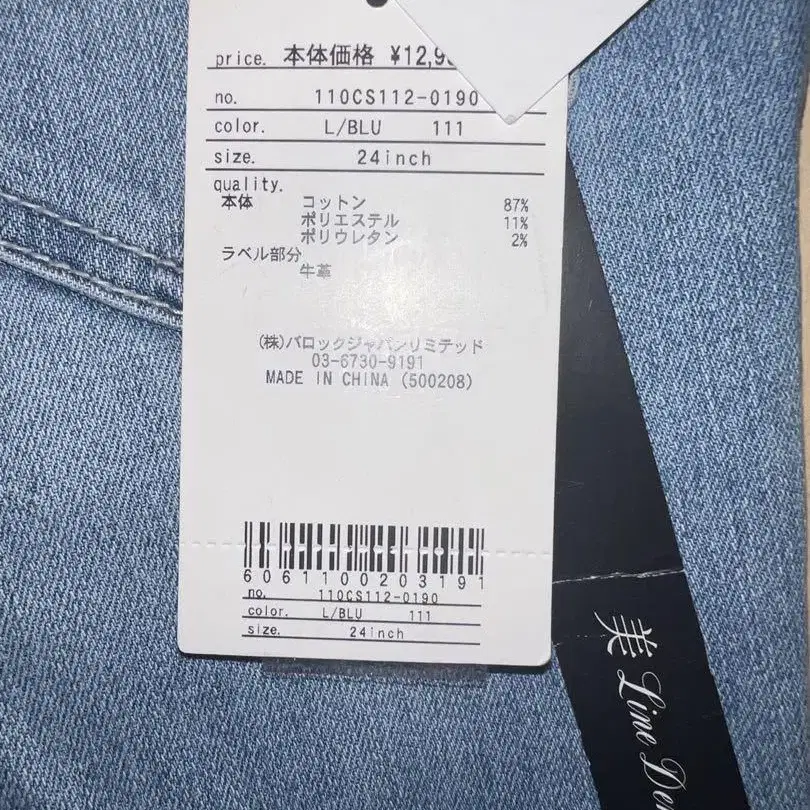 price. 本体価格 ¥12,9
no. 110CS112-0190
color. L/BLU 111
size. 24inch
quality.
本体 コットン 87%
ポリエステル 11%
ポリウレタン 2%
ラベル部分
牛革
(株)バロックジャパンリミテッド
03-6730-9191
MADE IN CHINA (500208)
6061100203191
no. 110CS112-0190
color. L/BLU 111
size. 24inch
美 Line De